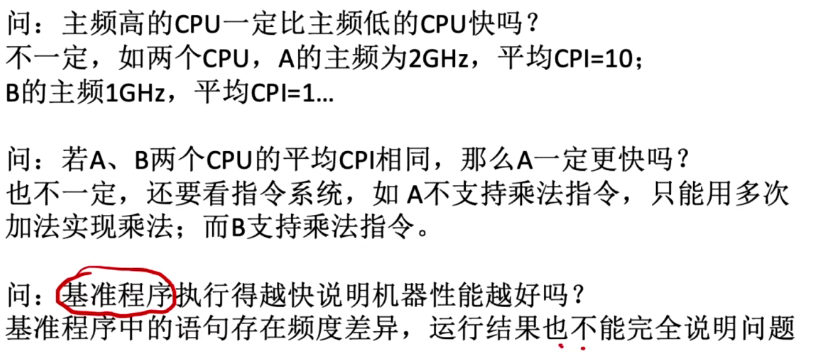 问：主频高的CPU一定比主频低的CPU快吗？
不一定，如两个CPU，A的主频为2GHz，平均CPI=10；
B的主频1GHz，平均CPI=1…
问：若A、B两个CPU的平均CPI相同，那么A一定更快吗？
也不一定，还要看指令系统，如 A不支持乘法指令，只能用多次
加法实现乘法；而B支持乘法指令。
问：基准程序执行得越快说明机器性能越好吗？
基准程序中的语句存在频度差异，运行结果也不能完全说明问题